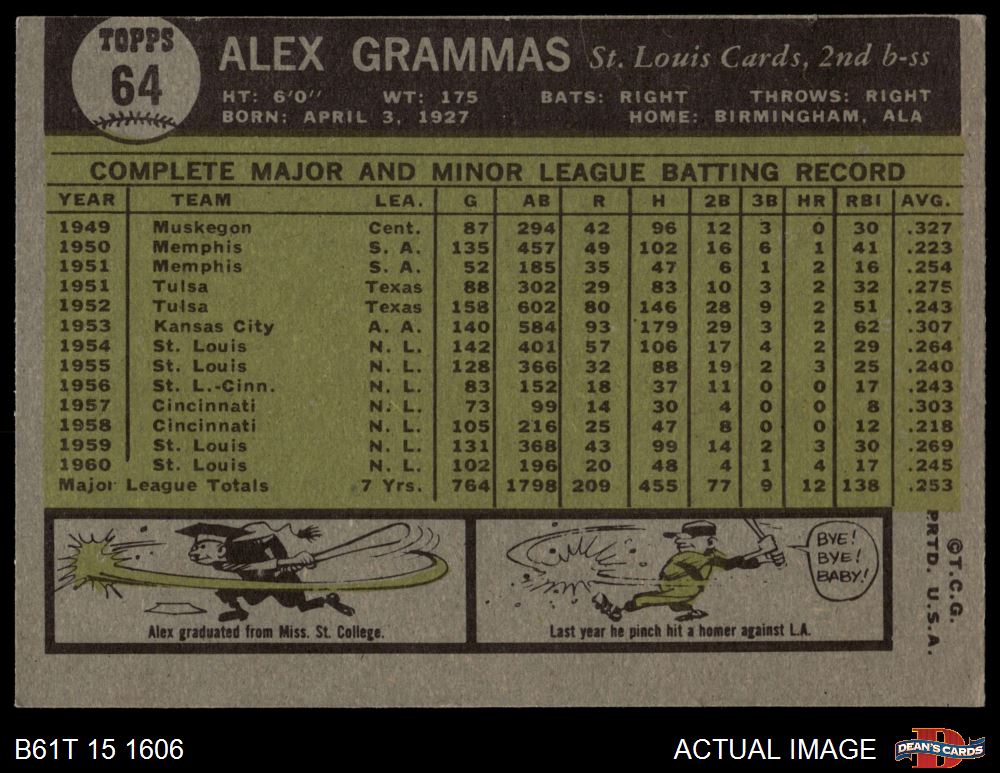 TOPPS
64
ALEX GRAMMAS St. Louis Cards, 2nd b-ss
HT: 6'0" WT: 175 BATS: RIGHT THROWS: RIGHT
BORN: APRIL 3, 1927 HOME: BIRMINGHAM, ALA
COMPLETE MAJOR AND MINOR LEAGUE BATTING RECORD
YEAR TEAM LEA. G AB R H 2B 3B HR RBI AVG.
1949 Muskegon Cent. 87 294 42 96 12 3 0 30 .327
1950 Memphis S. A. 135 457 49 102 16 6 1 41 .223
1951 Memphis S. A. 52 185 35 47 6 1 2 16 .254
1951 Tulsa Texas 88 302 29 83 10 3 2 32 .275
1952 Tulsa Texas 158 602 80 146 28 9 2 51 .243
1953 Kansas City A. A. 140 584 93 179 29 3 2 62 .307
1954 St. Louis N. L. 142 401 57 106 17 4 2 29 .264
1955 St. Louis N. L. 128 366 32 88 19 2 3 25 .240
1956 St. L.-Cinn. N. L. 83 152 18 37 11 0 0 17 .243
1957 Cincinnati N. L. 73 99 14 30 4 0 0 8 .303
1958 Cincinnati N. L. 105 216 25 47 8 0 0 12 .218
1959 St. Louis N. L. 131 368 43 99 14 2 3 30 .269
1960 St. Louis N. L. 102 196 20 48 4 1 4 17 .245
Major League Totals 7 Yrs. 764 1798 209 455 77 9 12 138 .253
BYE!
BYE!
BABY!
Alex graduated from Miss. St. College.
Last year he pinch hit a homer against L.A.
©T.C.G.
PRTD. U.S.A.
B61T 15 1606
ACTUAL IMAGE
D
DEAN'S CARDS